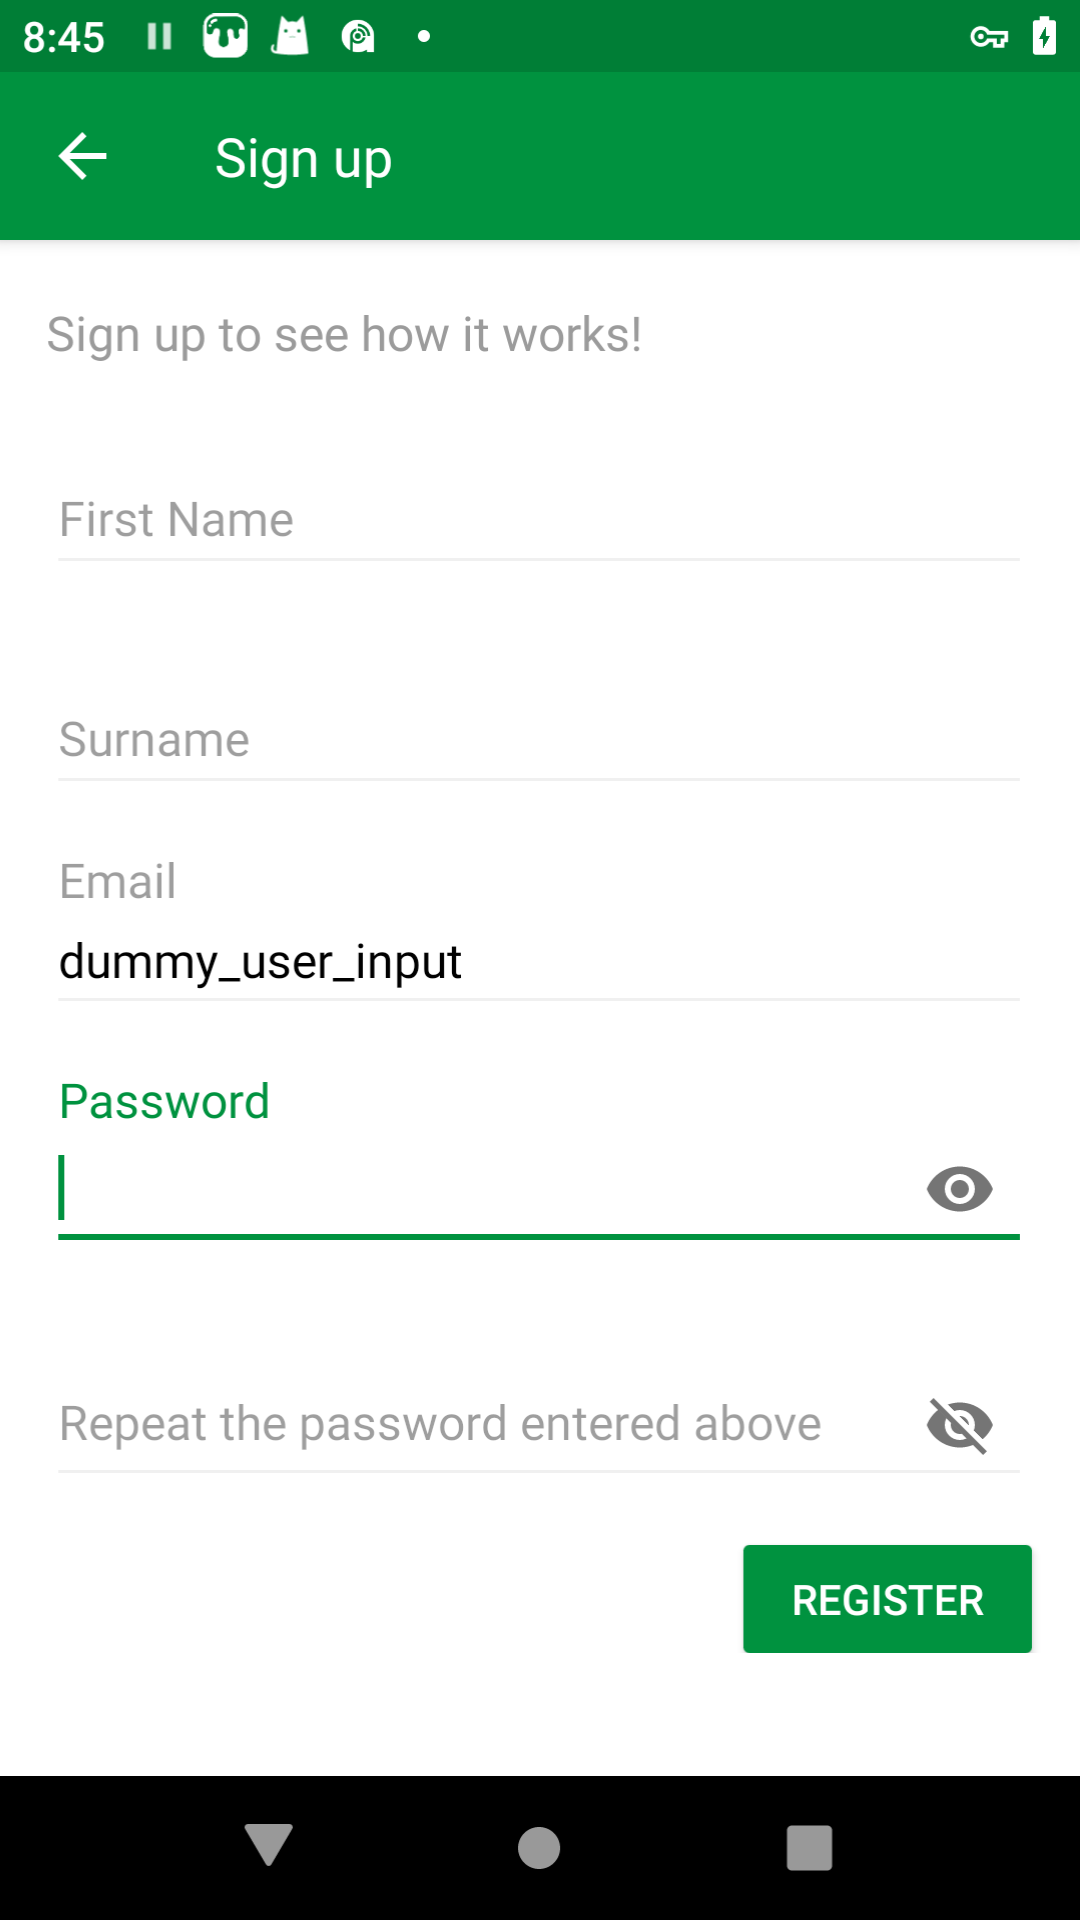 8:45
Sign up
Sign up to see how it works!
First Name
Surname
Email
dummy_user_input
Password
Repeat the password entered above
REGISTER